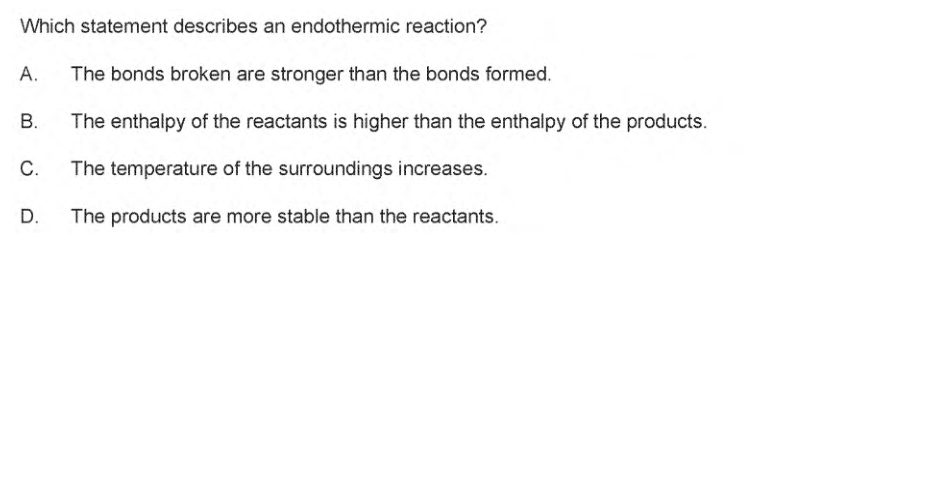 Which statement describes an endothermic reaction?
A. The bonds broken are stronger than the bonds formed.
B. The enthalpy of the reactants is higher than the enthalpy of the products.
C. The temperature of the surroundings increases.
D. The products are more stable than the reactants.